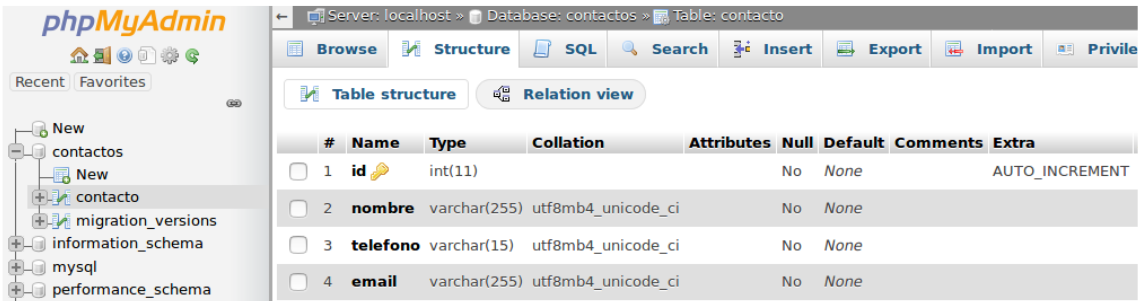 phpMyAdmin
Recent Favorites
New
contactos
New
contacto
migration_versions
information_schema
mysql
performance_schema
Server: localhost » Database: contactos » Table: contacto
Browse Structure SQL Search Insert Export Import Privile
Table structure Relation view
# Name Type Collation Attributes Null Default Comments Extra
1 id int(11) No None AUTO_INCREMENT
2 nombre varchar(255) utf8mb4_unicode_ci No None
3 telefono varchar(15) utf8mb4_unicode_ci No None
4 email varchar(255) utf8mb4_unicode_ci No None